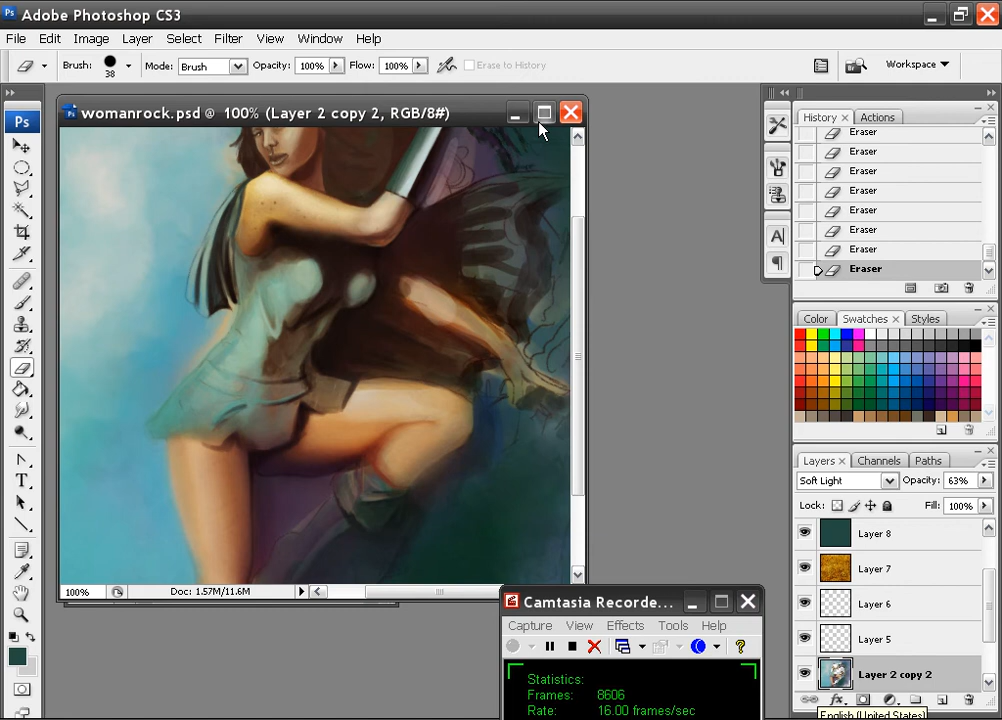 Ps Adobe Photoshop CS3
File Edit Image Layer Select Filter View Window Help
Brush: 38 Mode: Brush Opacity: 100% Flow: 100% Erase to History Workspace
Ps
womanrock.psd @ 100% (Layer 2 copy 2, RGB/8#)
History Actions
Eraser
Eraser
Eraser
Eraser
Eraser
Eraser
Eraser
Eraser
Color Swatches Styles
Layers Channels Paths
Soft Light Opacity: 63%
Lock: Fill: 100%
Layer 8
Layer 7
Layer 6
Layer 5
Layer 2 copy 2
100% Doc: 1.57M/11.6M
Camtasia Recorde...
Capture View Effects Tools Help
Statistics:
Frames: 8606
Rate: 16.00 frames/sec
English (United States)